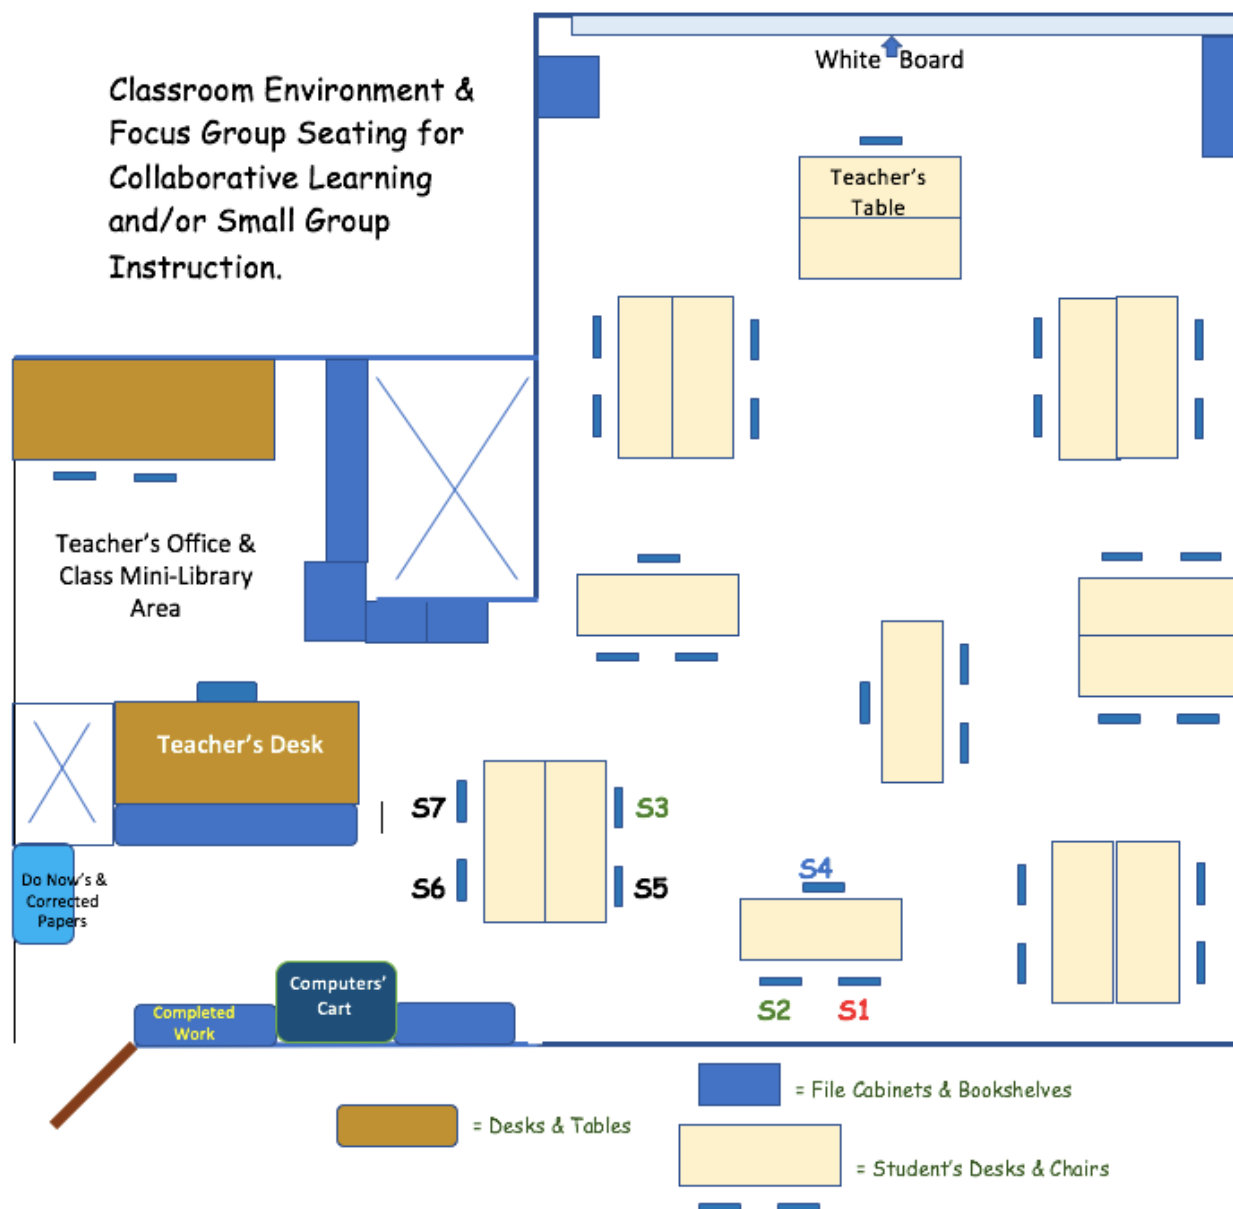 Classroom Environment &
Focus Group Seating for
Collaborative Learning
and/or Small Group
Instruction.
White Board
Teacher's
Table
Teacher's Office &
Class Mini-Library
Area
Teacher's Desk
S7
S3
S6
S5
S4
S2
S1
Do Now's &
Corrected
Papers
Computers'
Cart
Completed
Work
= File Cabinets & Bookshelves
= Desks & Tables
= Student's Desks & Chairs